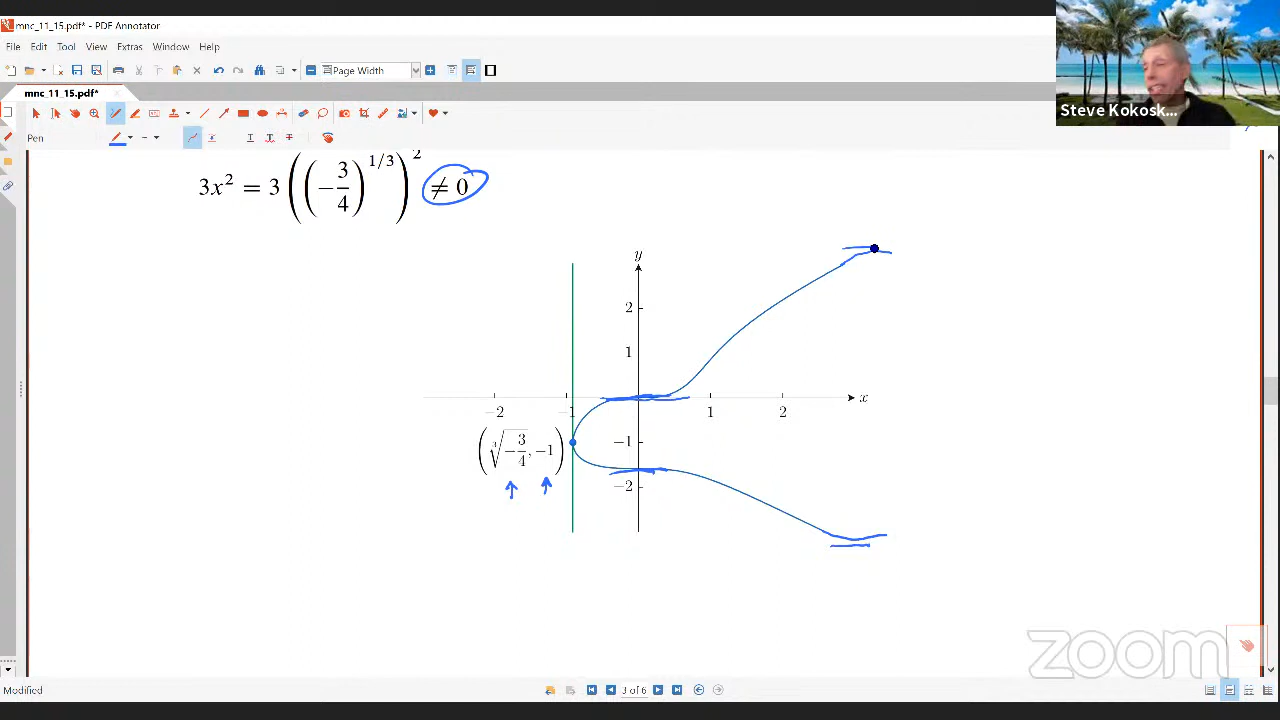 mnc_11_15.pdf* - PDF Annotator
File Edit Tool View Extras Window Help
Page Width
mnc_11_15.pdf*
Steve Kokosk...
Pen
3x² = 3((−3/4)^{1/3})² ≠ 0
y
2
1
−2 −1 1 2 x
−1
(∛−3/4, −1)
−2
zoom
Modified
3 of 6